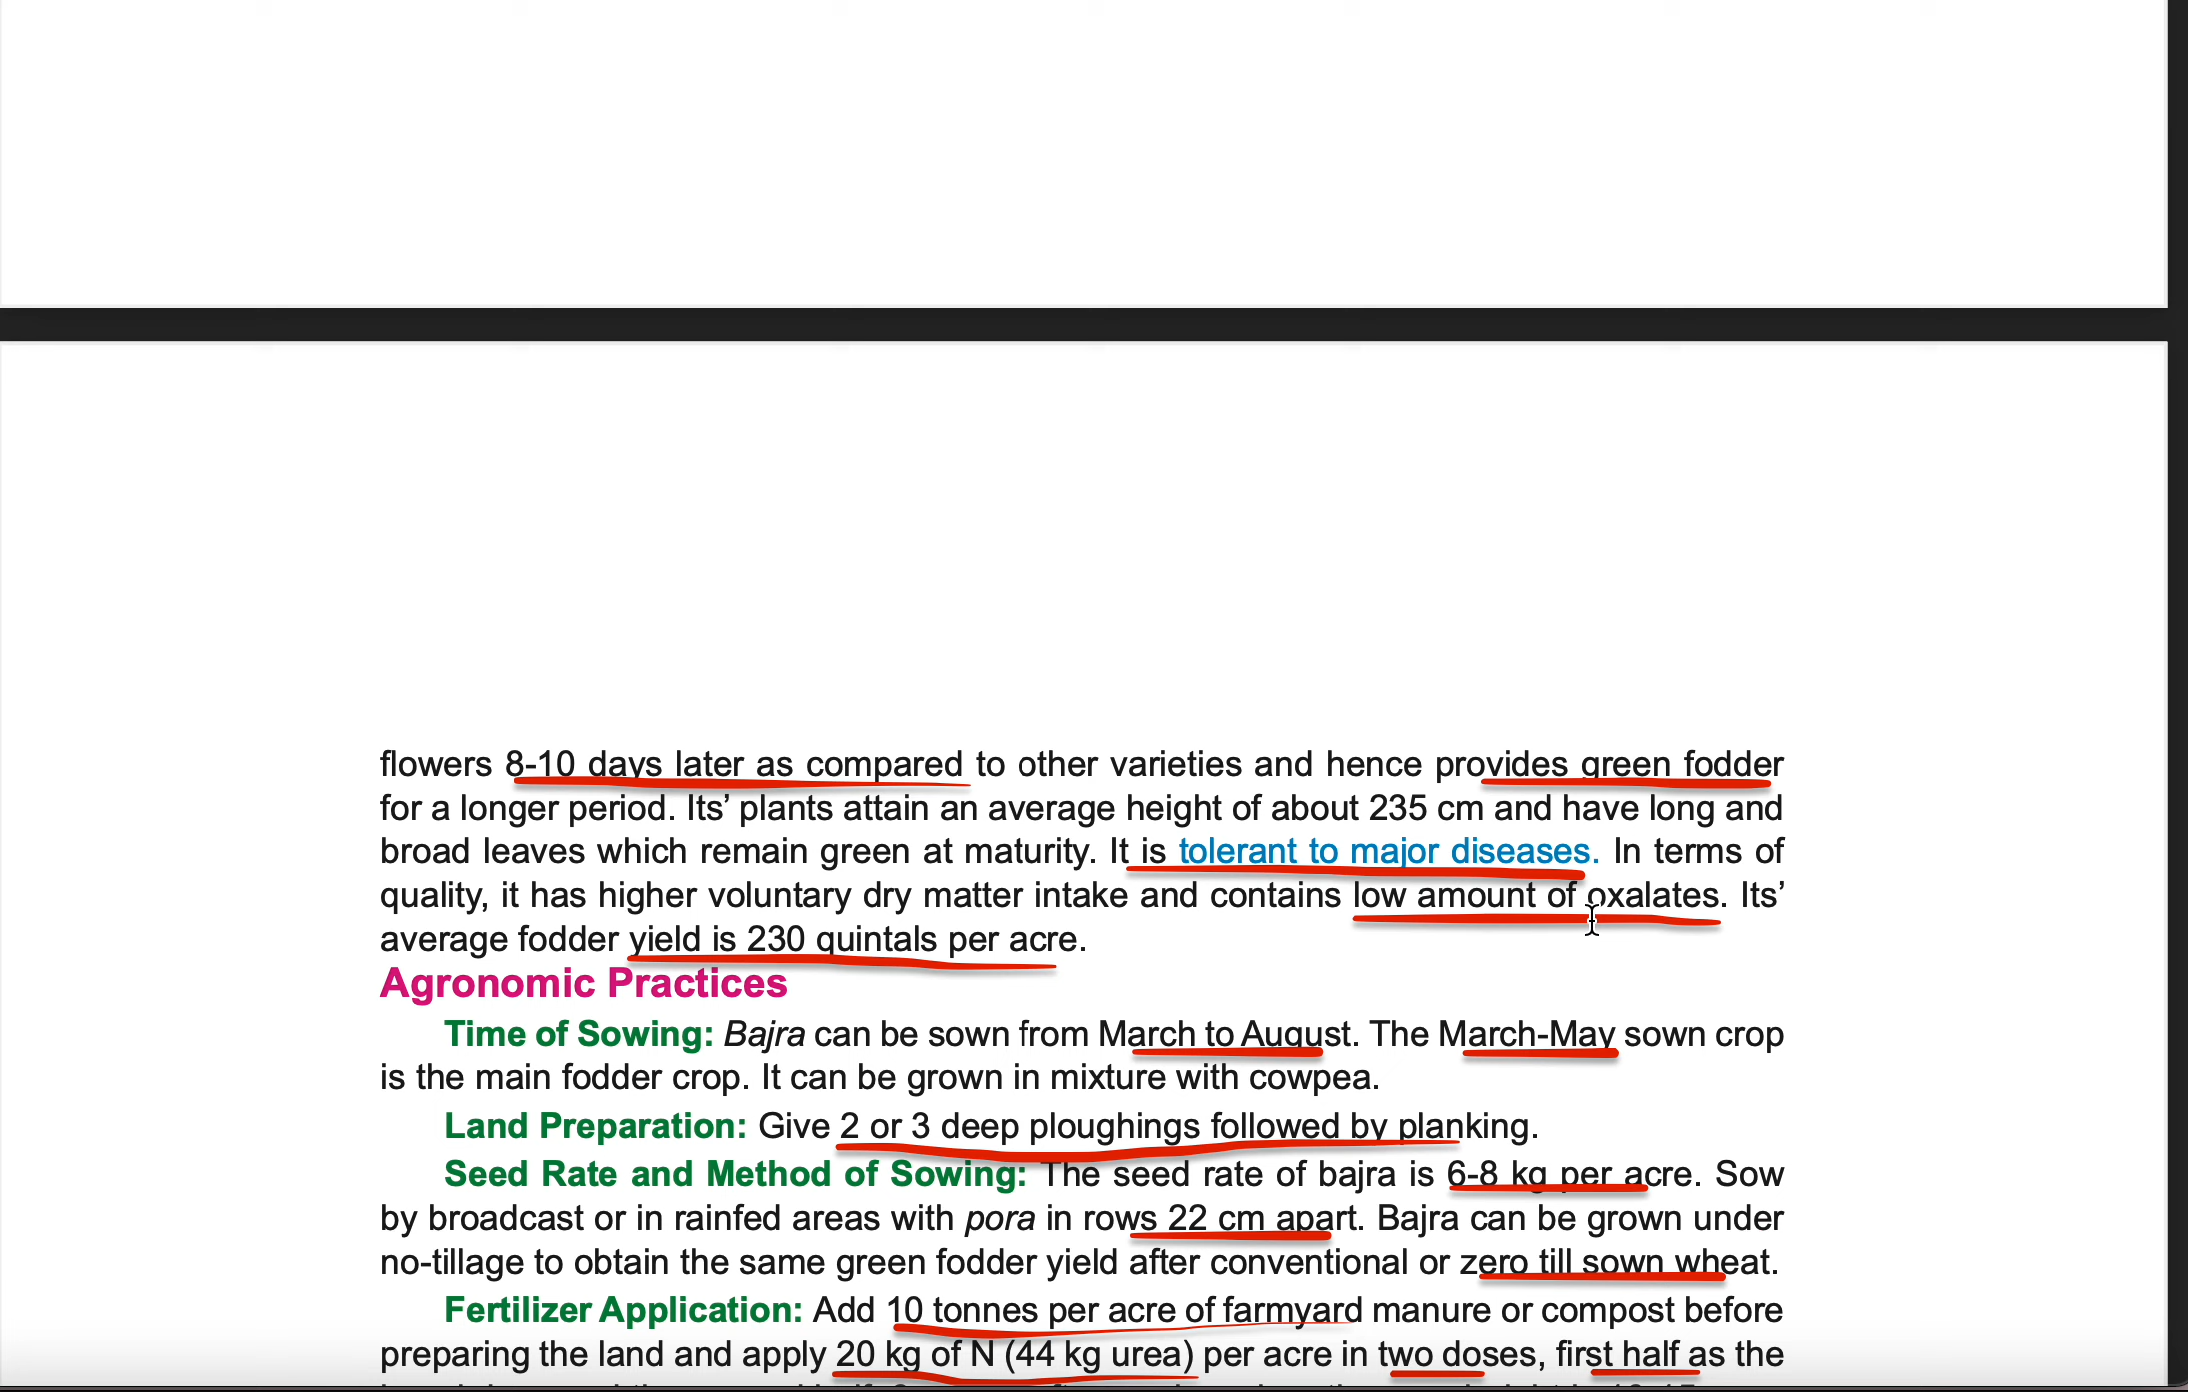 flowers 8-10 days later as compared to other varieties and hence provides green fodder
for a longer period. Its’ plants attain an average height of about 235 cm and have long and
broad leaves which remain green at maturity. It is tolerant to major diseases. In terms of
quality, it has higher voluntary dry matter intake and contains low amount of oxalates. Its’
average fodder yield is 230 quintals per acre.
Agronomic Practices
Time of Sowing: Bajra can be sown from March to August. The March-May sown crop
is the main fodder crop. It can be grown in mixture with cowpea.
Land Preparation: Give 2 or 3 deep ploughings followed by planking.
Seed Rate and Method of Sowing: The seed rate of bajra is 6-8 kg per acre. Sow
by broadcast or in rainfed areas with pora in rows 22 cm apart. Bajra can be grown under
no-tillage to obtain the same green fodder yield after conventional or zero till sown wheat.
Fertilizer Application: Add 10 tonnes per acre of farmyard manure or compost before
preparing the land and apply 20 kg of N (44 kg urea) per acre in two doses, first half as the